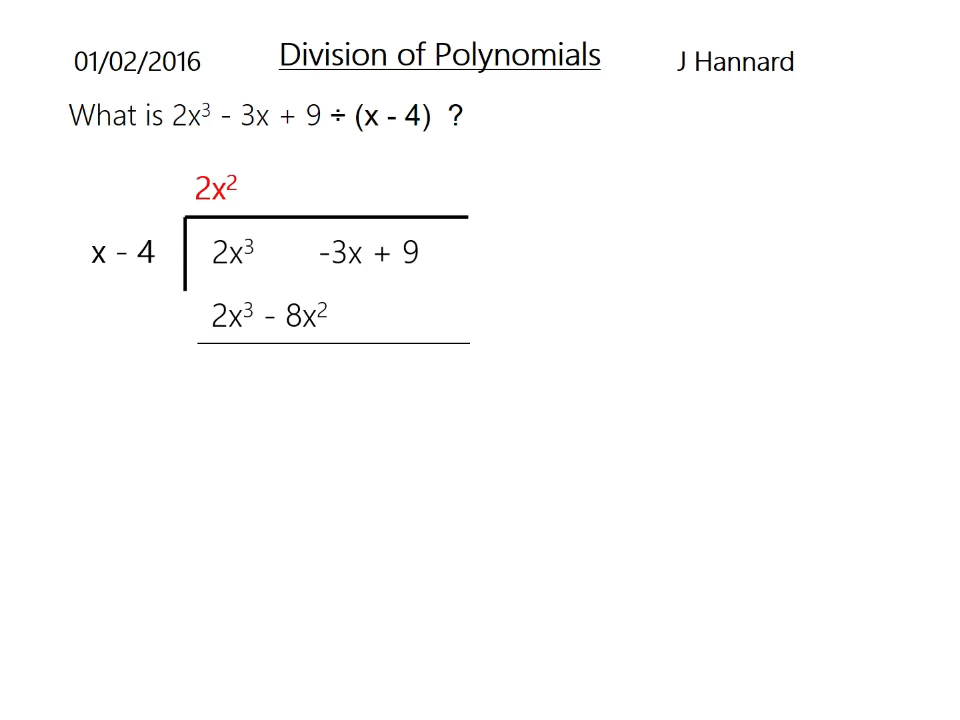 01/02/2016 Division of Polynomials J Hannard
What is 2x³ - 3x + 9 ÷ (x - 4) ?
2x²
x - 4 2x³ -3x + 9
2x³ - 8x²